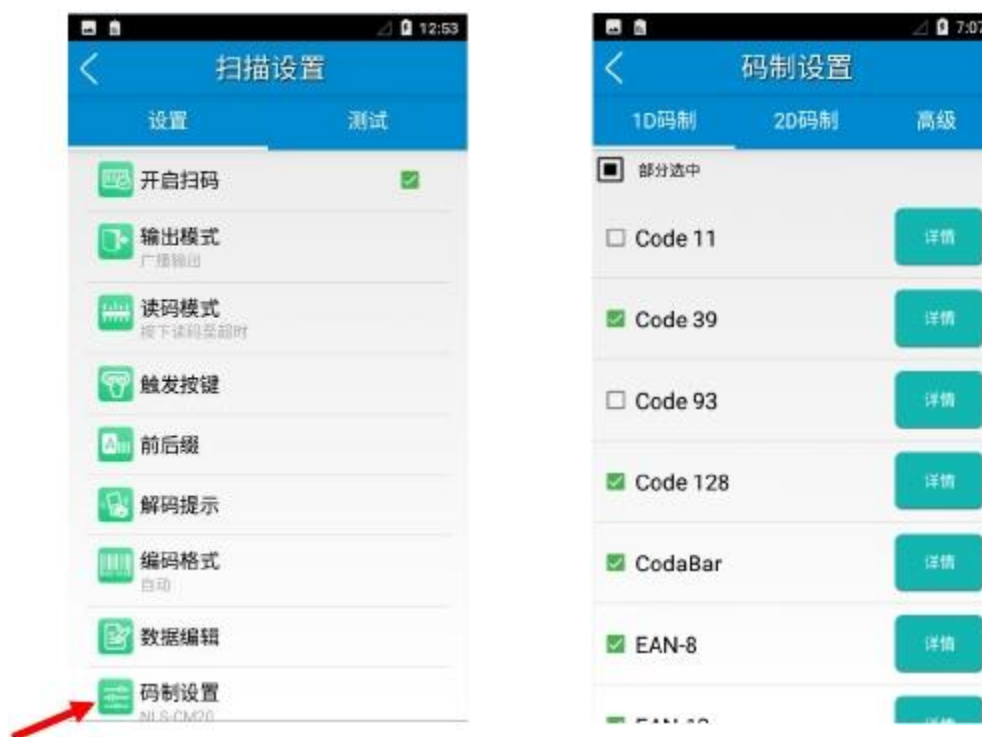 12:53
扫描设置
设置 测试
开启扫码
输出模式
广播输出
读码模式
按下读码至超时
触发按键
前后缀
解码提示
编码格式
自动
数据编辑
码制设置
NLS-CM20
7:07
码制设置
1D码制 2D码制 高级
部分选中
Code 11 详情
Code 39 详情
Code 93 详情
Code 128 详情
CodaBar 详情
EAN-8 详情